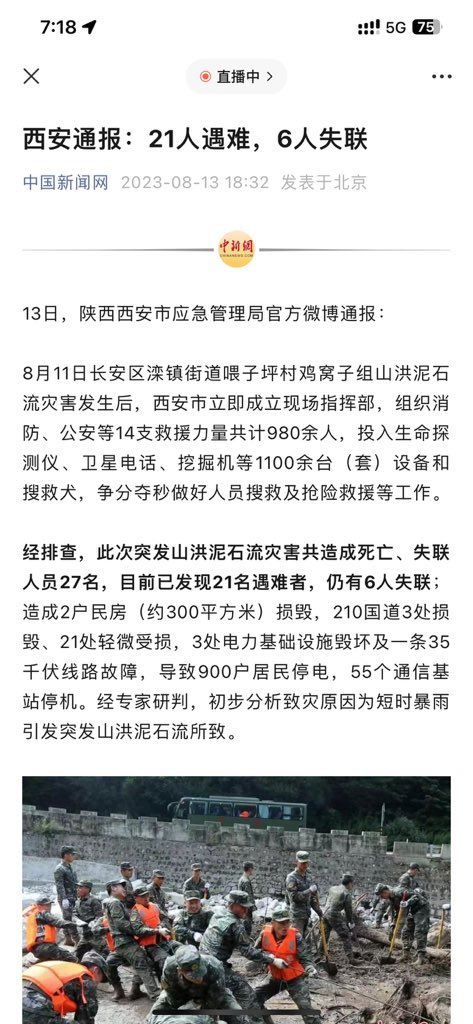 7:18
5G
75
直播中
西安通报：21人遇难，6人失联
中国新闻网 2023-08-13 18:32 发表于北京
中新網
CHINANEWS.COM
13日，陕西西安市应急管理局官方微博通报：
8月11日长安区滦镇街道喂子坪村鸡窝子组山洪泥石
流灾害发生后，西安市立即成立现场指挥部，组织消
防、公安等14支救援力量共计980余人，投入生命探
测仪、卫星电话、挖掘机等1100余台（套）设备和
搜救犬，争分夺秒做好人员搜救及抢险救援等工作。
经排查，此次突发山洪泥石流灾害共造成死亡、失联
人员27名，目前已发现21名遇难者，仍有6人失联；
造成2户民房（约300平方米）损毁，210国道3处损
毁、21处轻微受损，3处电力基础设施毁坏及一条35
千伏线路故障，导致900户居民停电，55个通信基
站停机。经专家研判，初步分析致灾原因为短时暴雨
引发突发山洪泥石流所致。